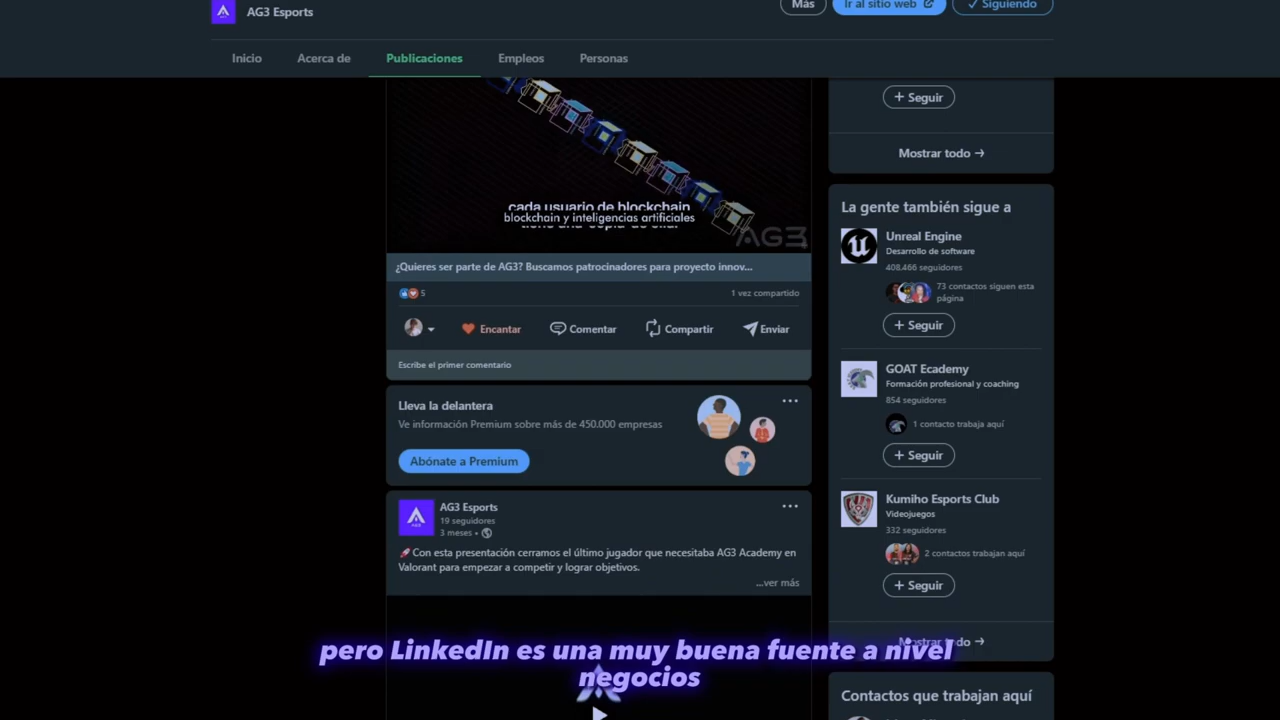 AG3 Esports
Más
Ir al sitio web
Siguiendo
Inicio
Acerca de
Publicaciones
Empleos
Personas
cada usuario de blockchain
blockchain y inteligencias artificiales
AG3
¿Quieres ser parte de AG3? Buscamos patrocinadores para proyecto innov...
5
1 vez compartido
Encantar
Comentar
Compartir
Enviar
Escribe el primer comentario
Lleva la delantera
Ve información Premium sobre más de 450.000 empresas
Abónate a Premium
AG3 Esports
19 seguidores
3 meses •
Con esta presentación cerramos el último jugador que necesitaba AG3 Academy en
Valorant para empezar a competir y lograr objetivos.
...ver más
+ Seguir
Mostrar todo →
La gente también sigue a
Unreal Engine
Desarrollo de software
408.466 seguidores
73 contactos siguen esta
página
+ Seguir
GOAT Ecademy
Formación profesional y coaching
854 seguidores
1 contacto trabaja aquí
+ Seguir
Kumiho Esports Club
Videojuegos
332 seguidores
2 contactos trabajan aquí
+ Seguir
Mostrar todo →
Contactos que trabajan aquí
pero LinkedIn es una muy buena fuente a nivel
negocios